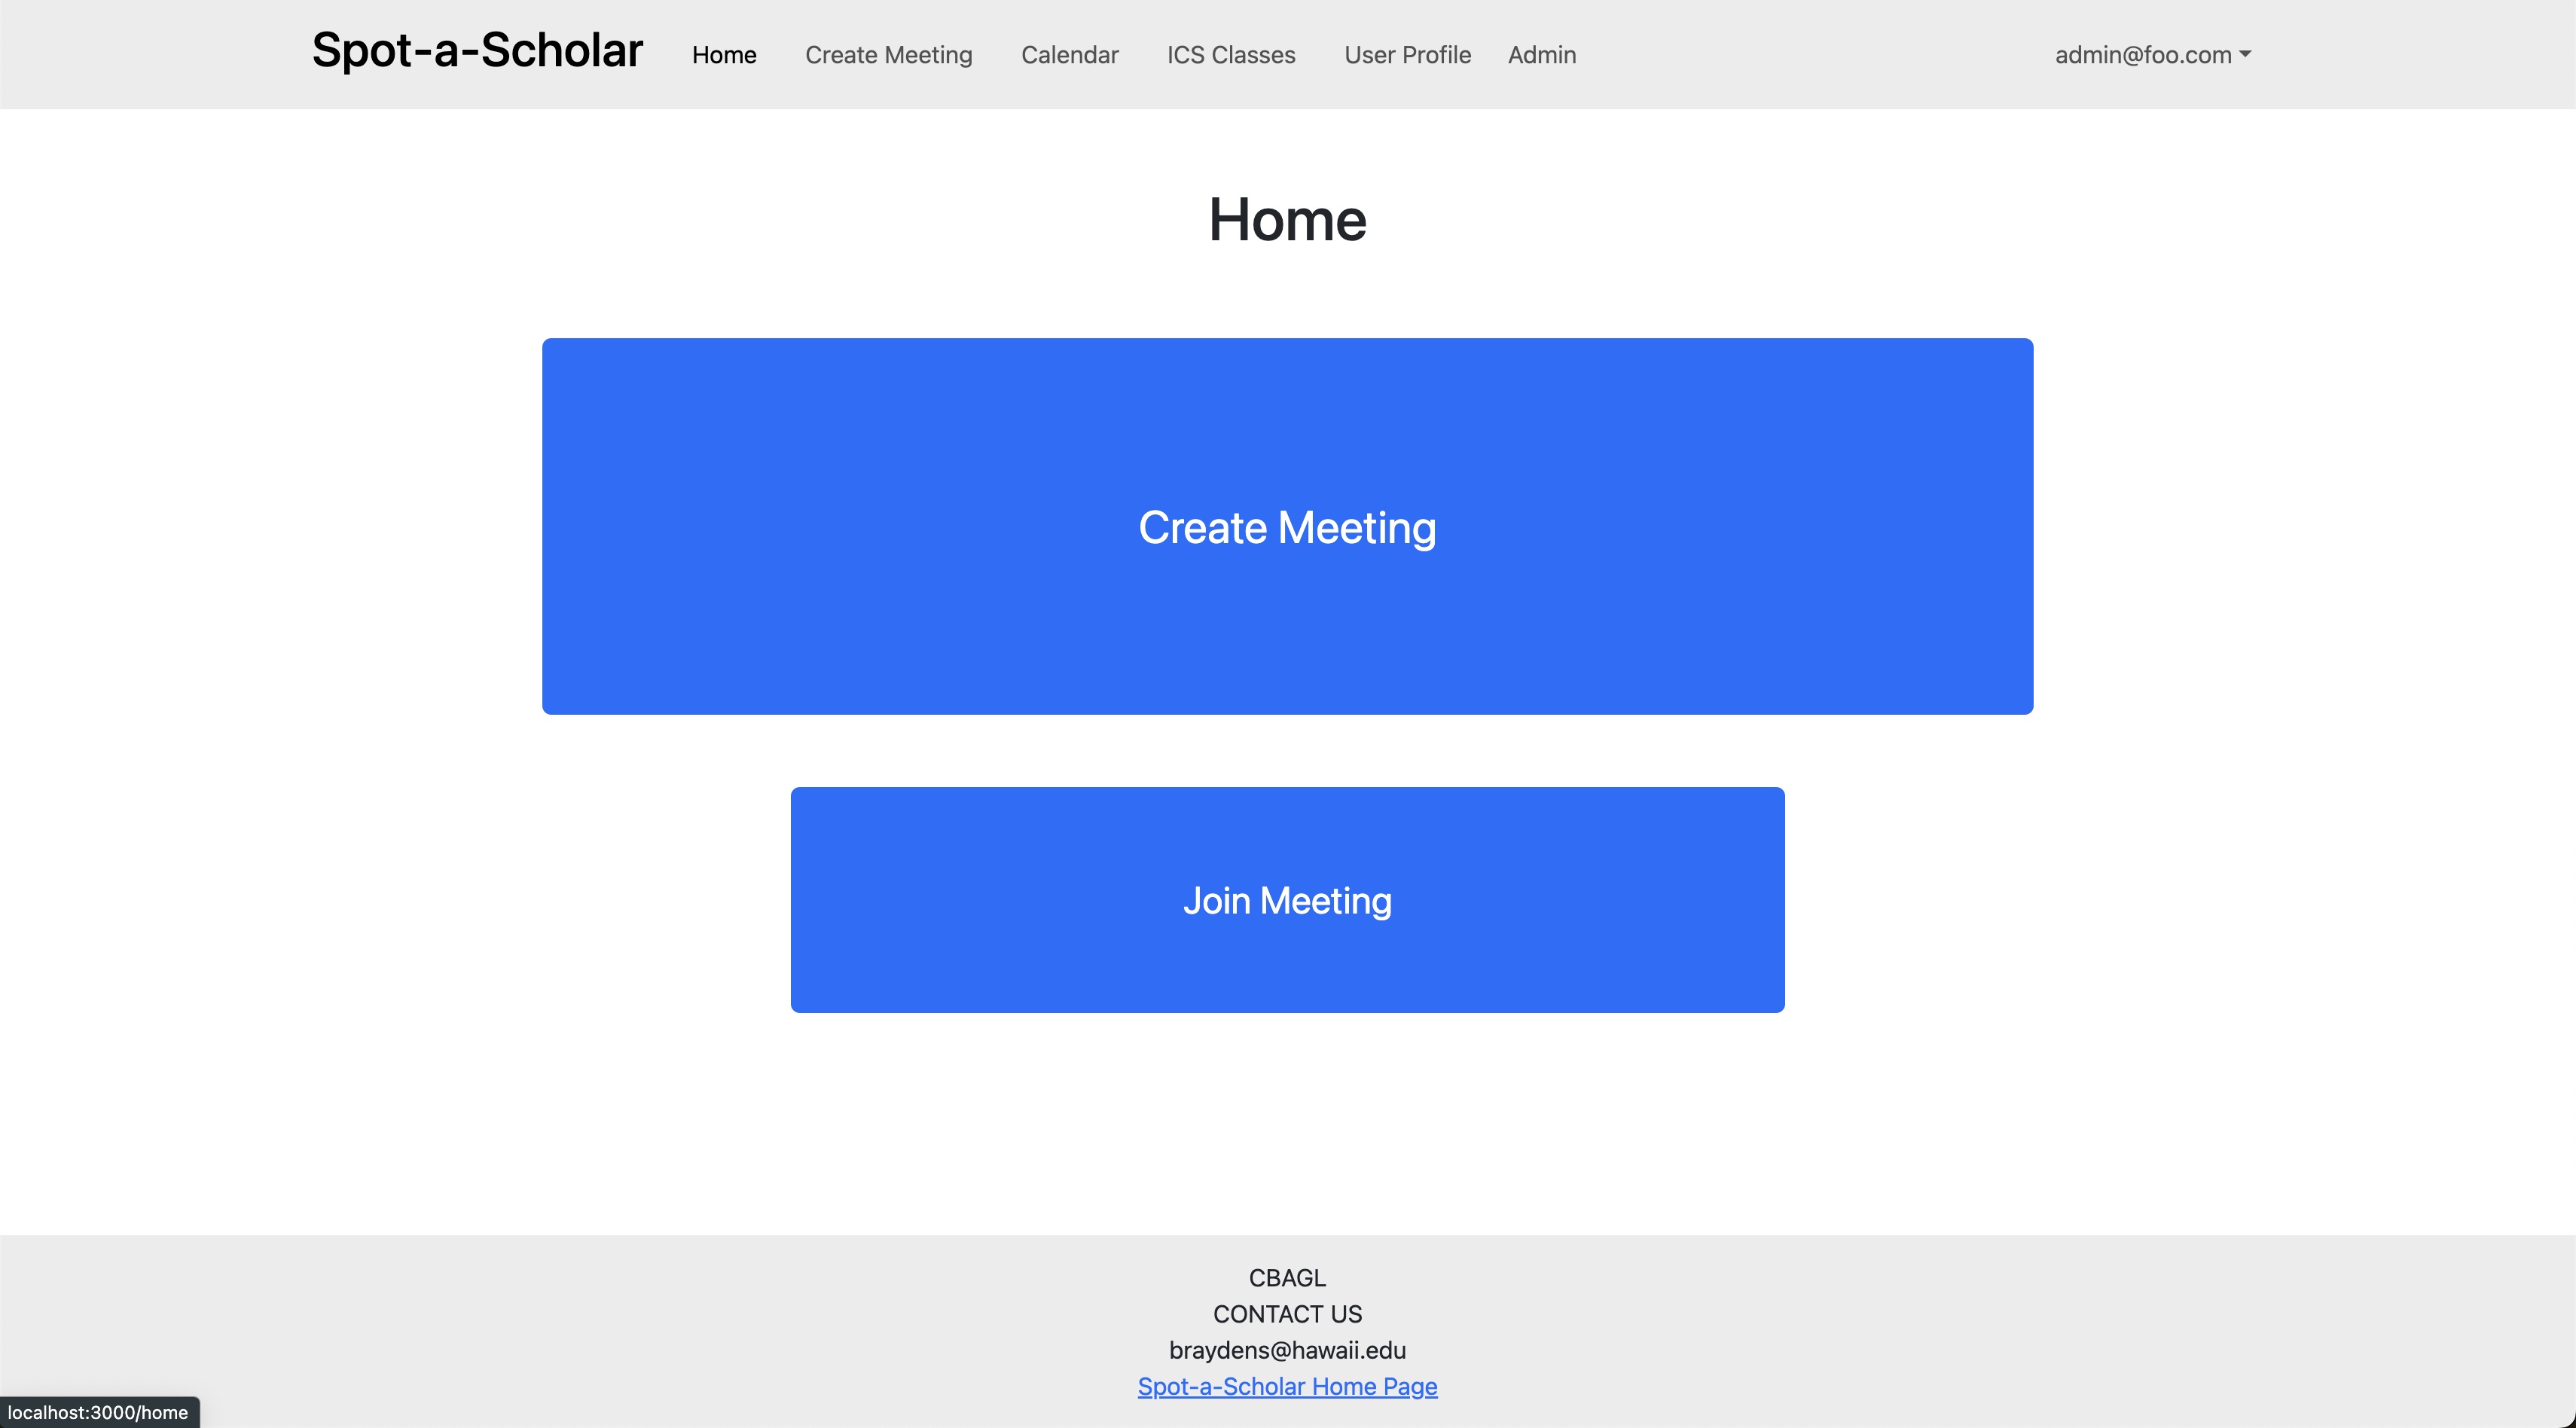 Spot-a-Scholar Home Create Meeting Calendar ICS Classes User Profile Admin admin@foo.com
Home
Create Meeting
Join Meeting
CBAGL
CONTACT US
braydens@hawaii.edu
Spot-a-Scholar Home Page
localhost:3000/home